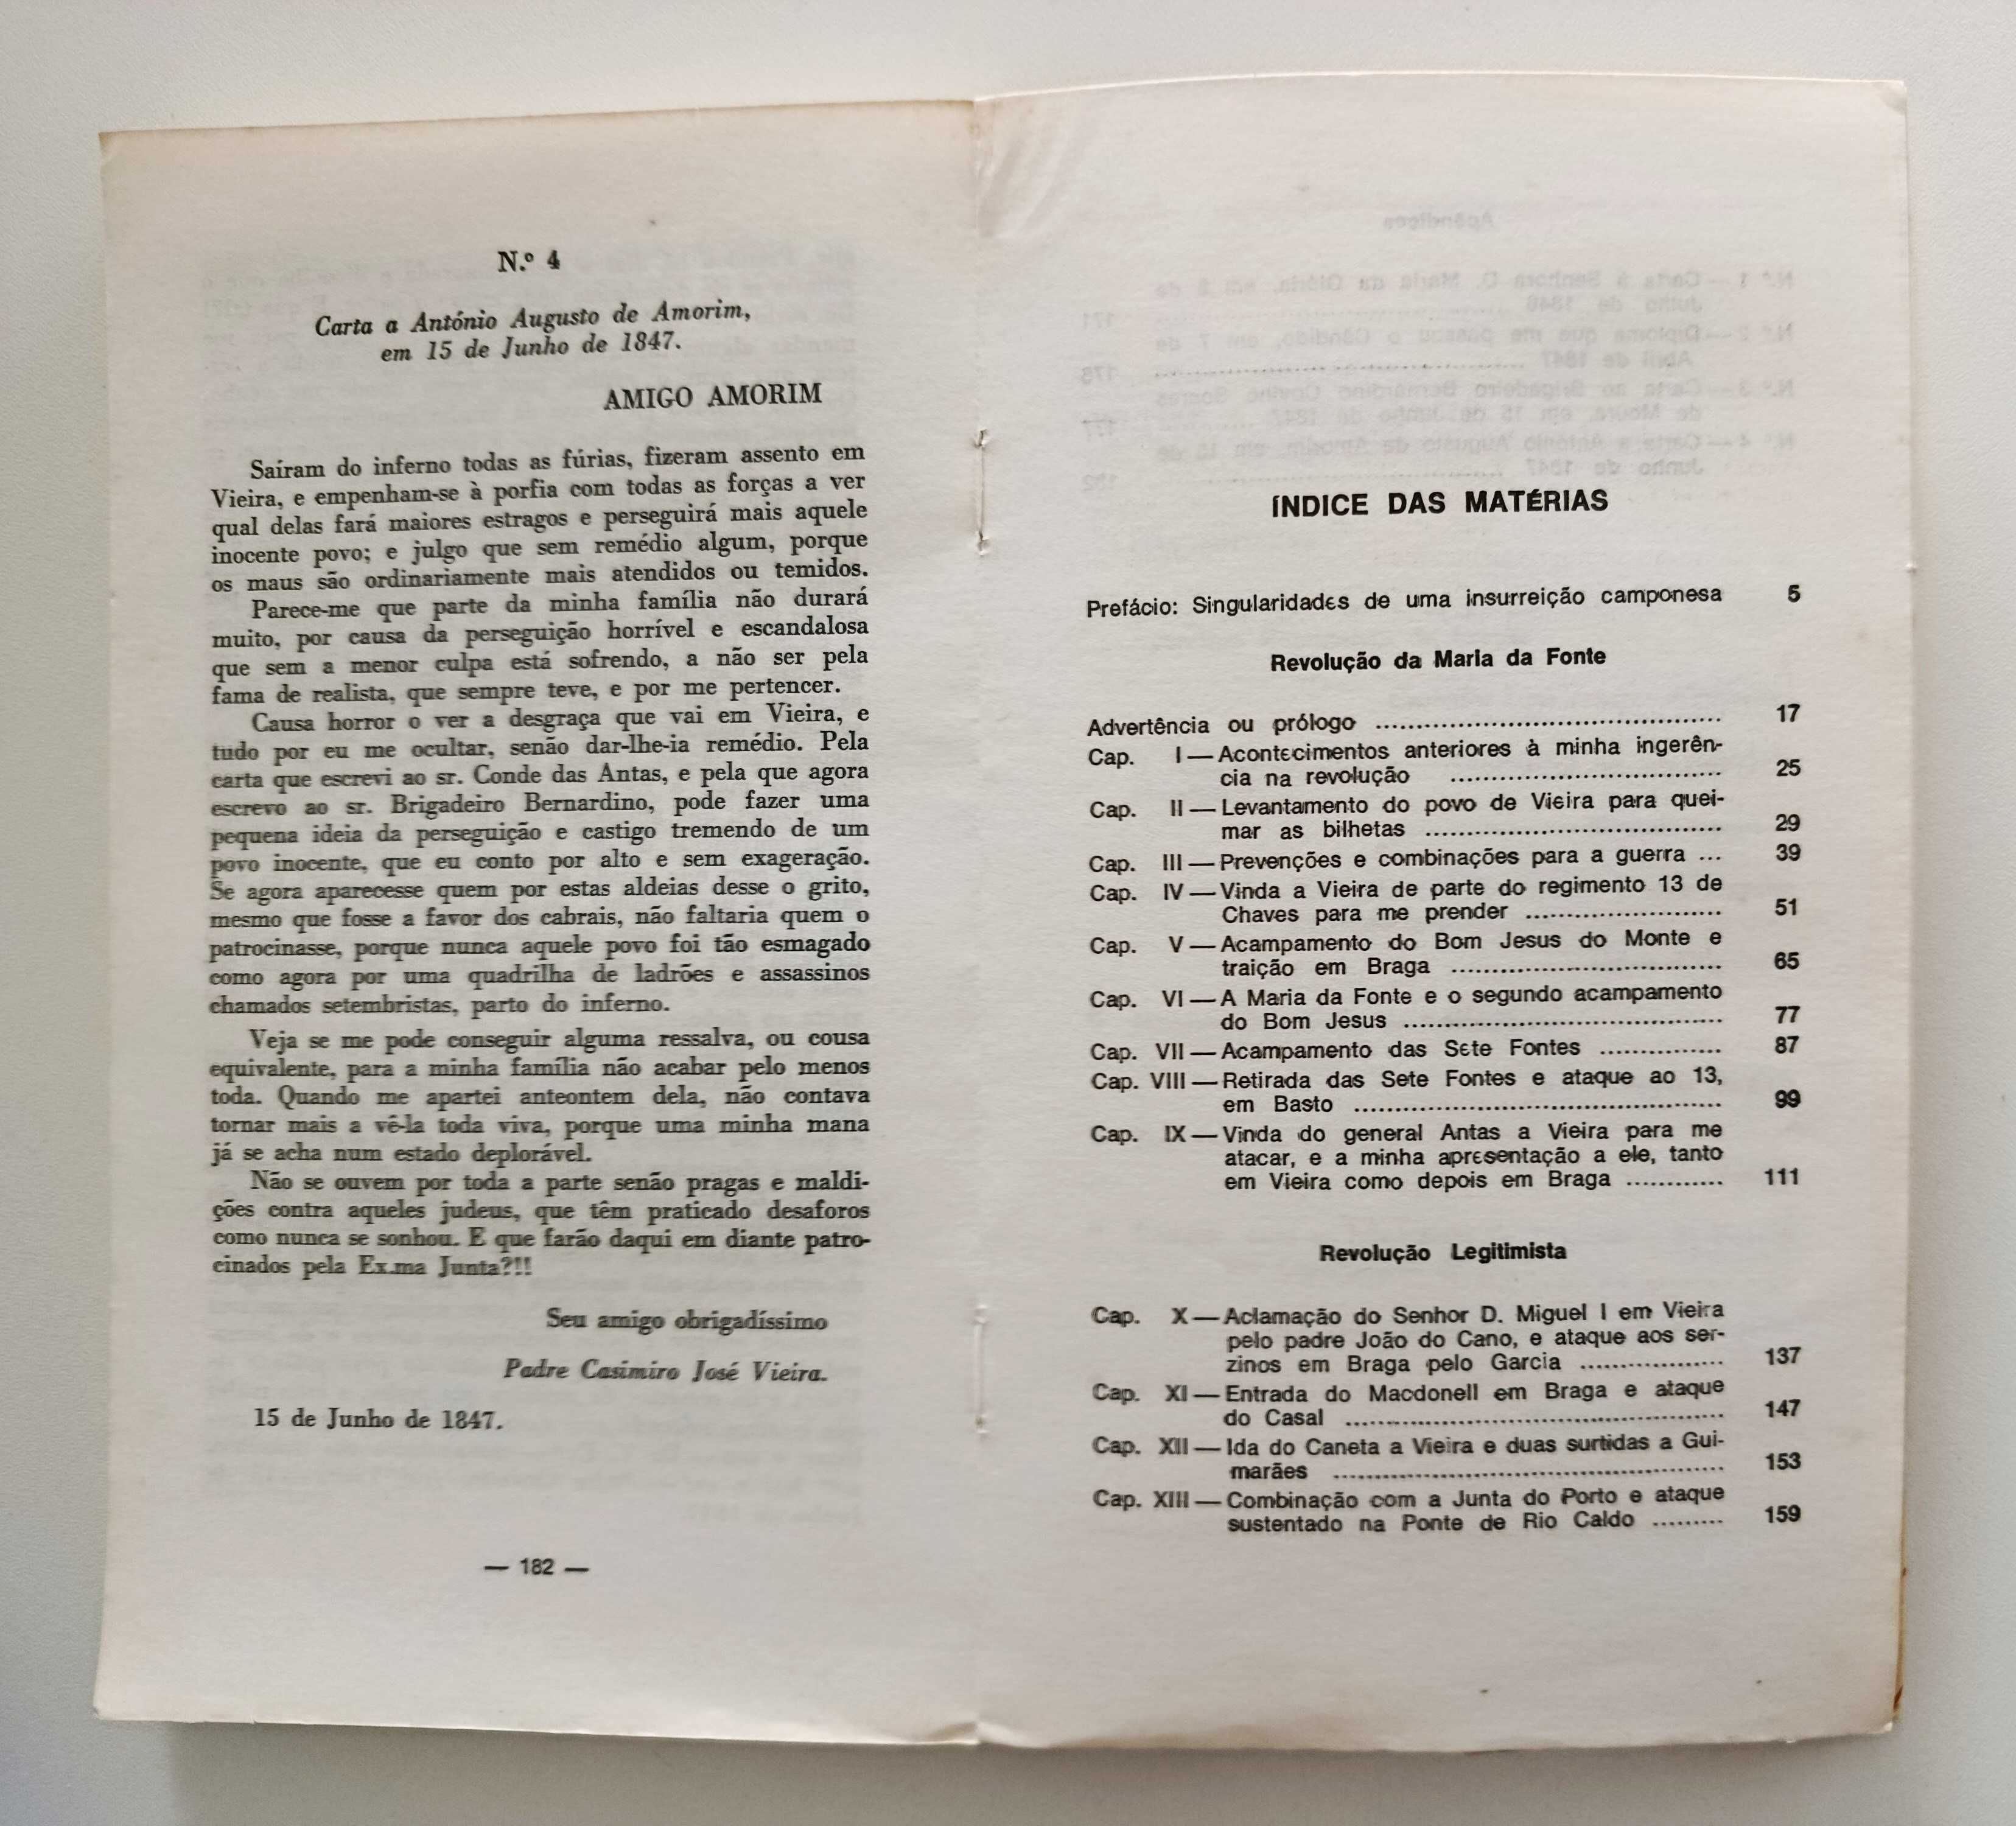 N.º 4
Carta a António Augusto de Amorim,
em 15 de Junho de 1847.
AMIGO AMORIM
Saíram do inferno todas as fúrias, fizeram assento em
Vieira, e empenham-se à porfia com todas as forças a ver
qual delas fará maiores estragos e perseguirá mais aquele
inocente povo; e julgo que sem remédio algum, porque
os maus são ordinariamente mais atendidos ou temidos.
Parece-me que parte da minha família não durará
muito, por causa da perseguição horrível e escandalosa
que sem a menor culpa está sofrendo, a não ser pela
fama de realista, que sempre teve, e por me pertencer.
Causa horror o ver a desgraça que vai em Vieira, e
tudo por eu me ocultar, senão dar-lhe-ia remédio. Pela
carta que escrevi ao sr. Conde das Antas, e pela que agora
escrevo ao sr. Brigadeiro Bernardino, pode fazer uma
pequena ideia da perseguição e castigo tremendo de um
povo inocente, que eu conto por alto e sem exageração.
Se agora aparecesse quem por estas aldeias desse o grito,
mesmo que fosse a favor dos cabrais, não faltaria quem o
patrocinasse, porque nunca aquele povo foi tão esmagado
como agora por uma quadrilha de ladrões e assassinos
chamados setembristas, parto do inferno.
Veja se me pode conseguir alguma ressalva, ou cousa
equivalente, para a minha família não acabar pelo menos
toda. Quando me apartei anteontem dela, não contava
tornar mais a vê-la toda viva, porque uma minha mana
já se acha num estado deplorável.
Não se ouvem por toda a parte senão pragas e maldi-
ções contra aqueles judeus, que têm praticado desaforos
como nunca se sonhou. E que farão daqui em diante patro-
cinados pela Ex.ma Junta?!!
Seu amigo obrigadíssimo
Padre Casimiro José Vieira.
15 de Junho de 1847.
— 182 —
ÍNDICE DAS MATÉRIAS
Prefácio: Singularidades de uma insurreição camponesa 5
Revolução da Maria da Fonte
Advertência ou prólogo .......................................... 17
Cap. I — Acontecimentos anteriores à minha ingerên-
cia na revolução ................................. 25
Cap. II — Levantamento do povo de Vieira para quei-
mar as bilhetas .................................... 29
Cap. III — Prevenções e combinações para a guerra ... 39
Cap. IV — Vinda a Vieira de parte do regimento 13 de
Chaves para me prender ........................ 51
Cap. V — Acampamento do Bom Jesus do Monte e
traição em Braga ................................. 65
Cap. VI — A Maria da Fonte e o segundo acampamento
do Bom Jesus ....................................... 77
Cap. VII — Acampamento das Sete Fontes ............... 87
Cap. VIII — Retirada das Sete Fontes e ataque ao 13,
em Basto ............................................. 99
Cap. IX — Vinda do general Antas a Vieira para me
atacar, e a minha apresentação a ele, tanto
em Vieira como depois em Braga ............ 111
Revolução Legitimista
Cap. X — Aclamação do Senhor D. Miguel I em Vieira
pelo padre João do Cano, e ataque aos ser-
zinos em Braga pelo Garcia .................. 137
Cap. XI — Entrada do Macdonell em Braga e ataque
do Casal .............................................. 147
Cap. XII — Ida do Caneta a Vieira e duas surtidas a Gui-
marães ............................................... 153
Cap. XIII — Combinação com a Junta do Porto e ataque
sustentado na Ponte de Rio Caldo ......... 159